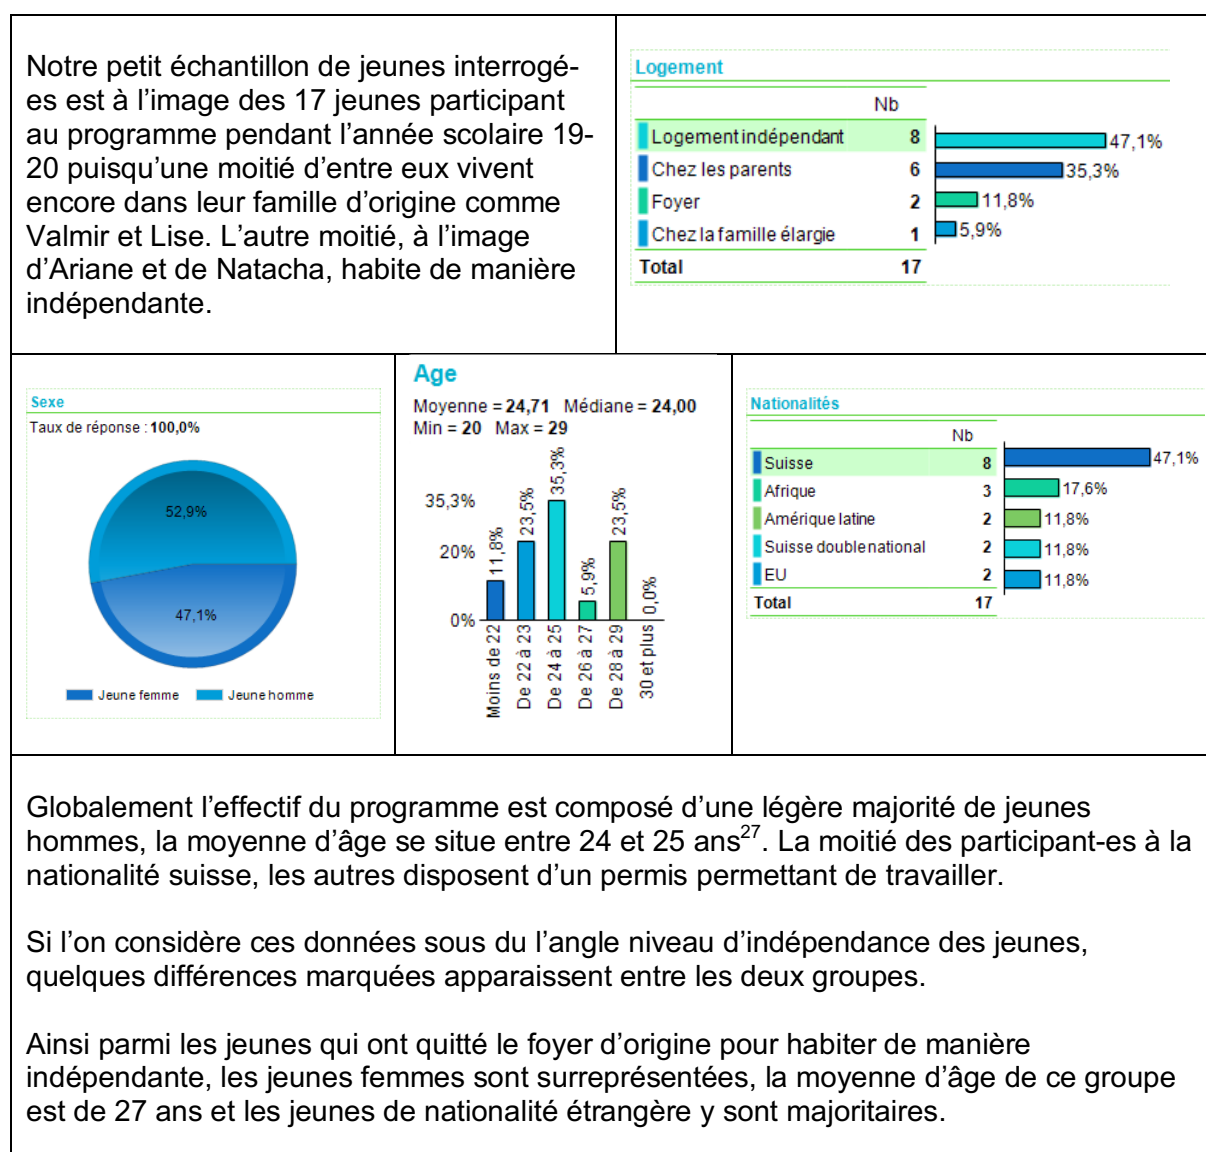 Notre petit échantillon de jeunes interrogé-
es est à l’image des 17 jeunes participant
au programme pendant l’année scolaire 19-
20 puisqu’une moitié d’entre eux vivent
encore dans leur famille d’origine comme
Valmir et Lise. L’autre moitié, à l’image
d’Ariane et de Natacha, habite de manière
indépendante.
Logement
Nb
Logement indépendant 8 47,1%
Chez les parents 6 35,3%
Foyer 2 11,8%
Chez la famille élargie 1 5,9%
Total 17
Sexe
Taux de réponse : 100,0%
52,9%
47,1%
Jeune femme Jeune homme
Age
Moyenne = 24,71 Médiane = 24,00
Min = 20 Max = 29
35,3%
20%
0%
11,8% 23,5% 35,3% 5,9% 23,5% 0,0%
Moins de 22
De 22 à 23
De 24 à 25
De 26 à 27
De 28 à 29
30 et plus
Nationalités
Nb
Suisse 8 47,1%
Afrique 3 17,6%
Amérique latine 2 11,8%
Suisse double national 2 11,8%
EU 2 11,8%
Total 17
Globalement l’effectif du programme est composé d’une légère majorité de jeunes
hommes, la moyenne d’âge se situe entre 24 et 25 ans27. La moitié des participant-es à la
nationalité suisse, les autres disposent d’un permis permettant de travailler.
Si l’on considère ces données sous du l’angle niveau d’indépendance des jeunes,
quelques différences marquées apparaissent entre les deux groupes.
Ainsi parmi les jeunes qui ont quitté le foyer d’origine pour habiter de manière
indépendante, les jeunes femmes sont surreprésentées, la moyenne d’âge de ce groupe
est de 27 ans et les jeunes de nationalité étrangère y sont majoritaires.